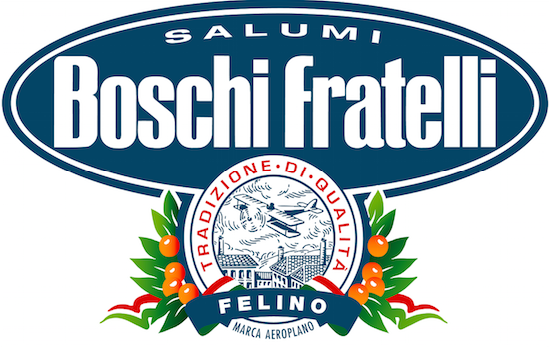 SALUMI
Boschi fratelli
TRADIZIONE·DI·QUALITÀ
FELINO
MARCA AEROPLANO